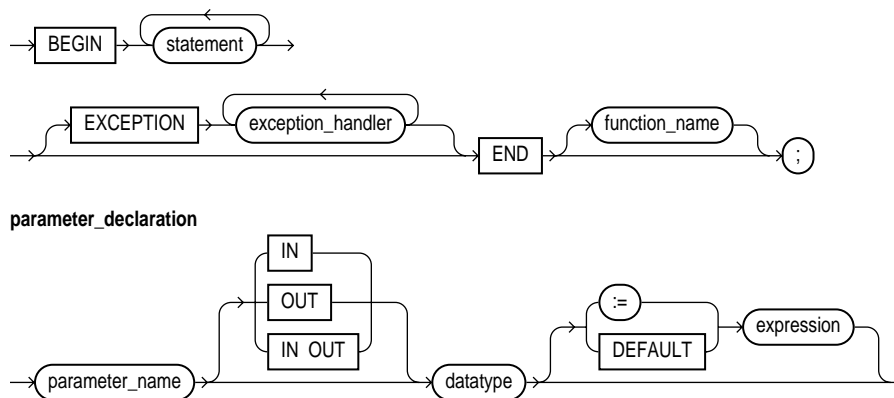 BEGIN statement
EXCEPTION exception_handler END function_name ;
parameter_declaration
IN
OUT :=
IN OUT DEFAULT expression
parameter_name datatype